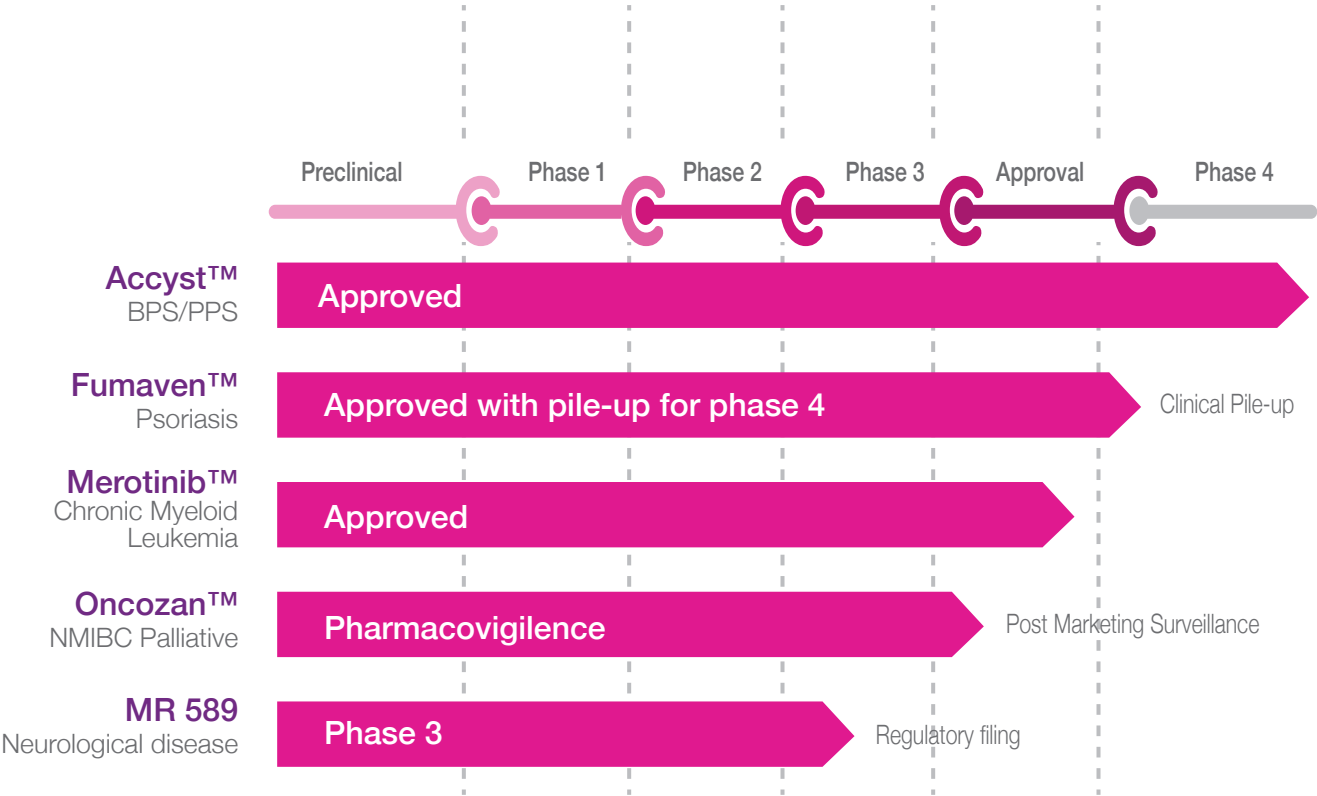 Preclinical
Phase 1
Phase 2
Phase 3
Approval
Phase 4
Accyst™
BPS/PPS
Approved
Fumaven™
Psoriasis
Approved with pile-up for phase 4
Clinical Pile-up
Merotinib™
Chronic Myeloid
Leukemia
Approved
Oncozan™
NMIBC Palliative
Pharmacovigilence
Post Marketing Surveillance
MR 589
Neurological disease
Phase 3
Regulatory filing